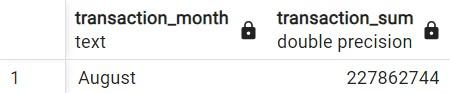 transaction_month transaction_sum
text double precision
1 August 227862744